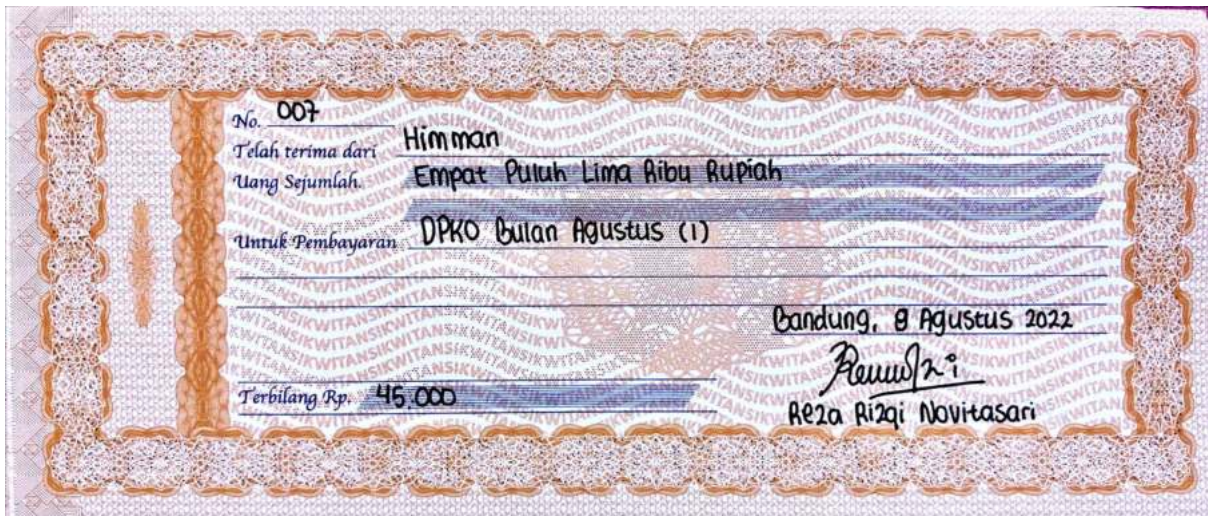 No. 007
Telah terima dari Himman
Uang Sejumlah. Empat Puluh Lima Ribu Rupiah
Untuk Pembayaran DPKO Bulan Agustus (1)
Bandung, 8 Agustus 2022
Terbilang Rp. 45.000
Reza Rizqi Novitasari